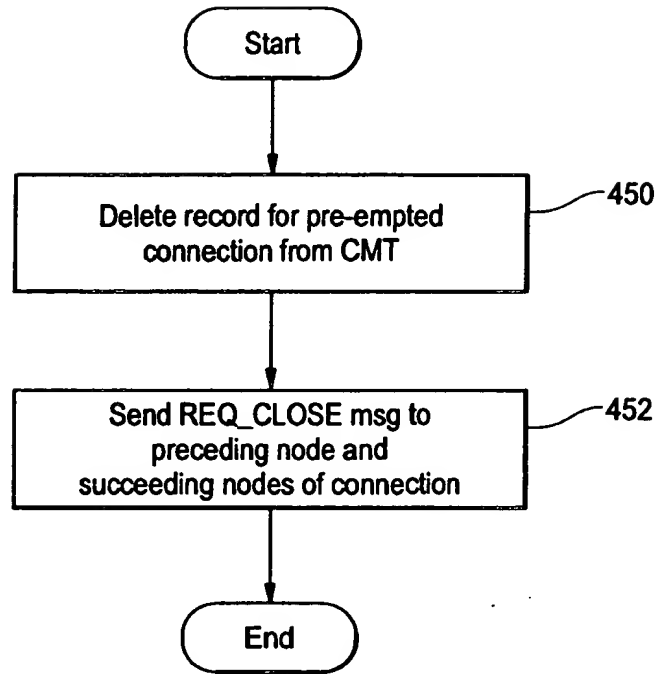 Start
Delete record for pre-empted
connection from CMT
450
Send REQ_CLOSE msg to
preceding node and
succeeding nodes of connection
452
End